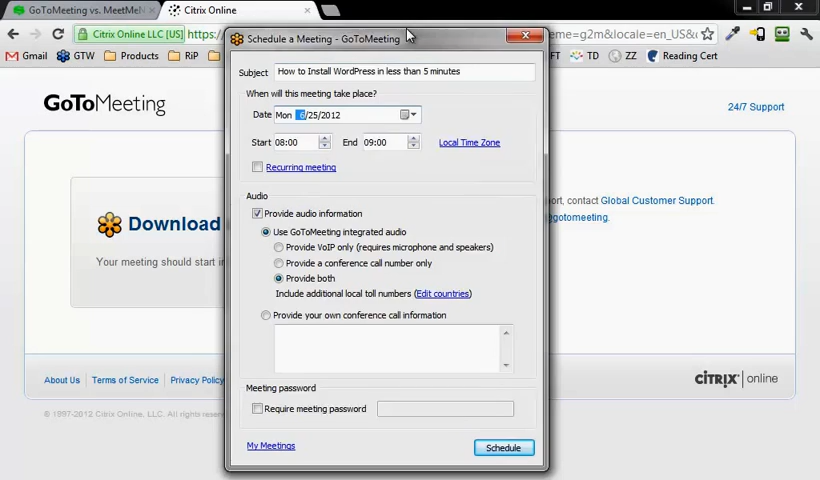 GoToMeeting vs. MeetMeN
Citrix Online
Citrix Online LLC [US]
https:/
eme=g2m&locale=en_US&
Gmail
GTW
Products
RiP
FT
TD
ZZ
Reading Cert
GoToMeeting
24/7 Support
Download
Your meeting should start in
ort, contact Global Customer Support.
@gotomeeting.
About Us
Terms of Service
Privacy Policy
CİTRIX online
© 1997-2012 Citrix Online, LLC. All rights
Schedule a Meeting - GoToMeeting
Subject How to Install WordPress in less than 5 minutes
When will this meeting take place?
Date Mon 6/25/2012
Start 08:00 End 09:00 Local Time Zone
Recurring meeting
Audio
Provide audio information
Use GoToMeeting integrated audio
Provide VoIP only (requires microphone and speakers)
Provide a conference call number only
Provide both
Include additional local toll numbers (Edit countries)
Provide your own conference call information
Meeting password
Require meeting password
My Meetings
Schedule